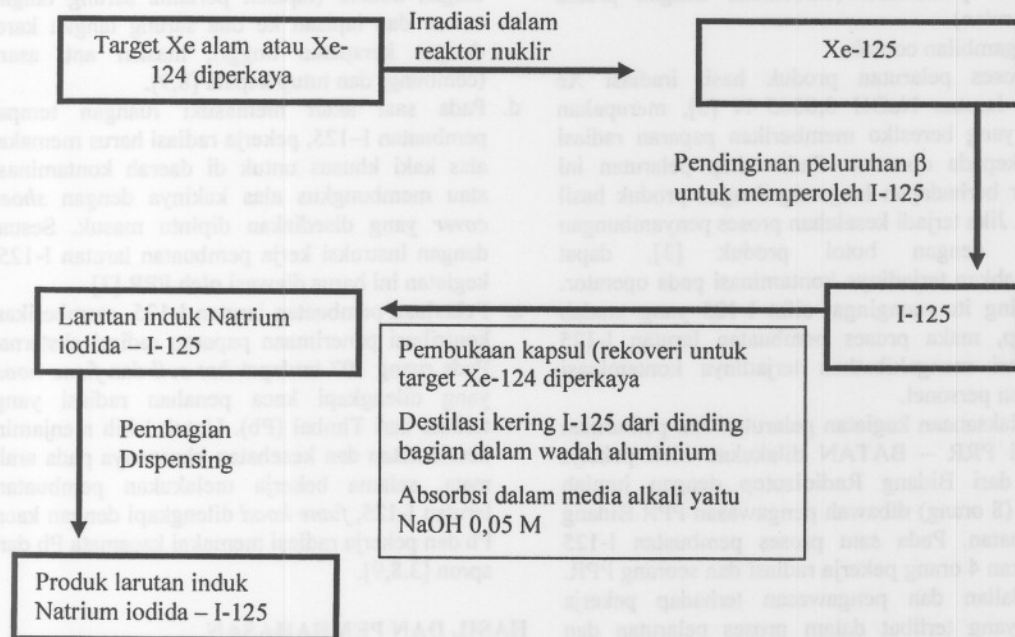 Target Xe alam atau Xe-
124 diperkaya
Irradiasi dalam
reaktor nuklir
Xe-125
Pendinginan peluruhan β
untuk memperoleh I-125
I-125
Larutan induk Natrium
iodida – I-125
Pembukaan kapsul (rekoveri untuk
target Xe-124 diperkaya
Destilasi kering I-125 dari dinding
bagian dalam wadah aluminium
Absorbsi dalam media alkali yaitu
NaOH 0,05 M
Pembagian
Dispensing
Produk larutan induk
Natrium iodida – I-125